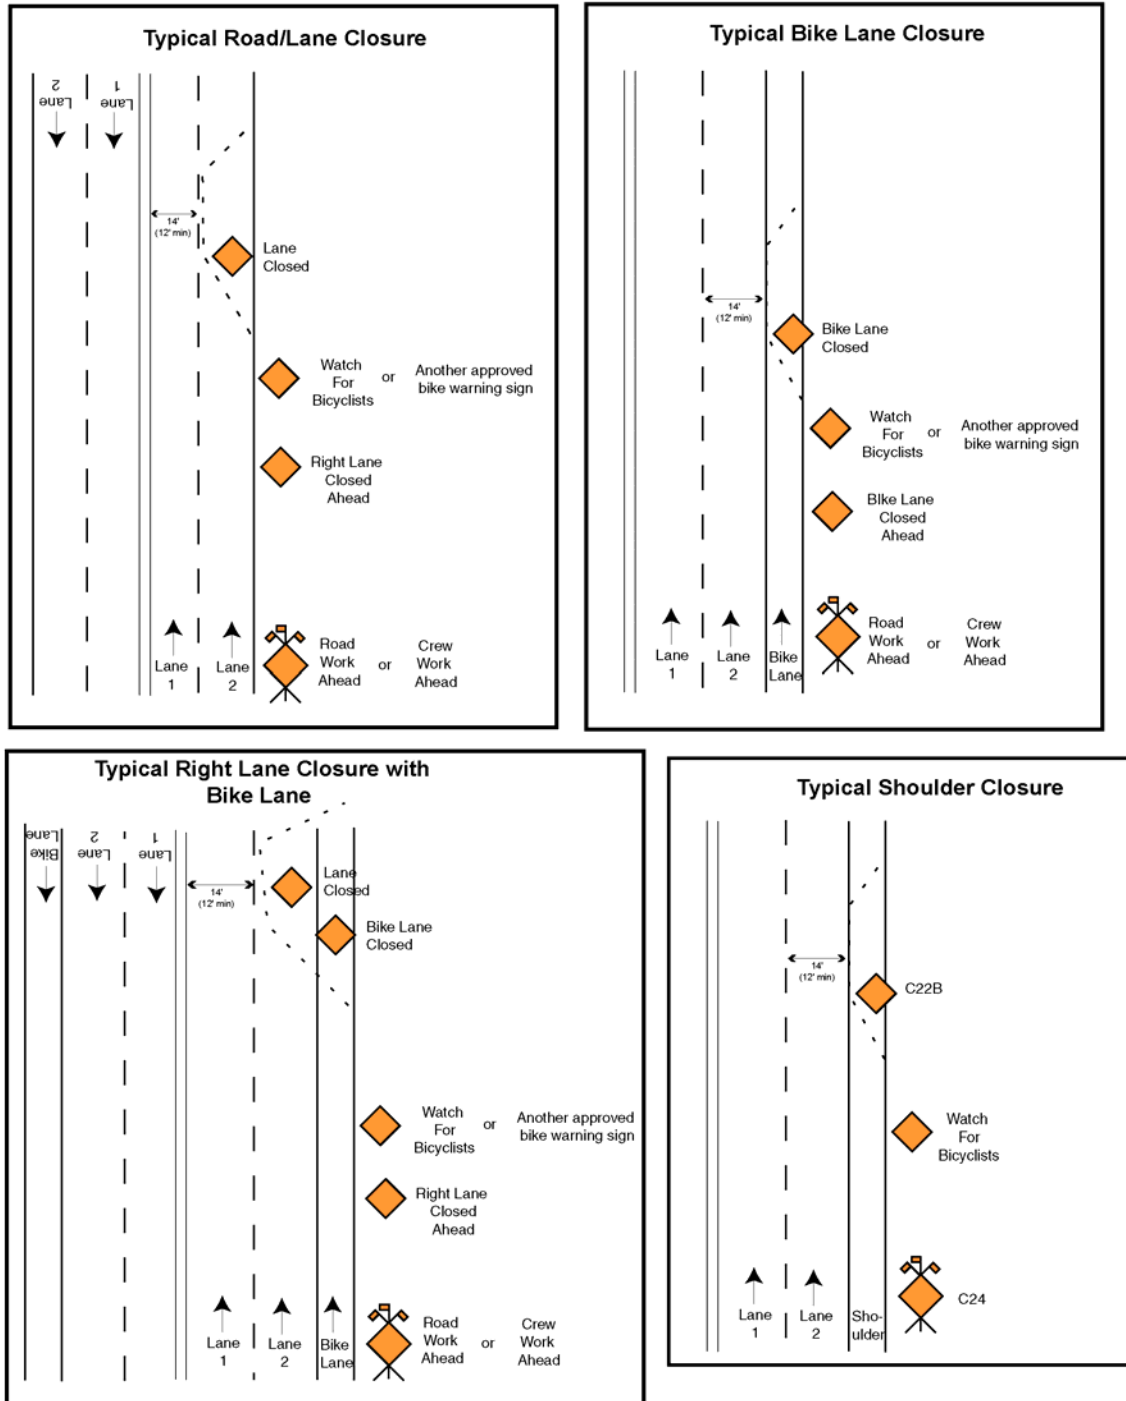 Typical Road/Lane Closure
Lane 2
Lane 1
14'
(12' min)
Lane
Closed
Watch
For
Bicyclists
or
Another approved
bike warning sign
Right Lane
Closed
Ahead
Lane
1
Lane
2
Road
Work
Ahead
or
Crew
Work
Ahead
Typical Bike Lane Closure
14'
(12' min)
Bike Lane
Closed
Watch
For
Bicyclists
or
Another approved
bike warning sign
BIke Lane
Closed
Ahead
Lane
1
Lane
2
Bike
Lane
Road
Work
Ahead
or
Crew
Work
Ahead
Typical Right Lane Closure with
Bike Lane
Bike
Lane
Lane
2
Lane
1
14'
(12' min)
Lane
Closed
Bike Lane
Closed
Watch
For
Bicyclists
or
Another approved
bike warning sign
Right Lane
Closed
Ahead
Lane
1
Lane
2
Bike
Lane
Road
Work
Ahead
or
Crew
Work
Ahead
Typical Shoulder Closure
14'
(12' min)
C22B
Watch
For
Bicyclists
Lane
1
Lane
2
Sho-
ulder
C24